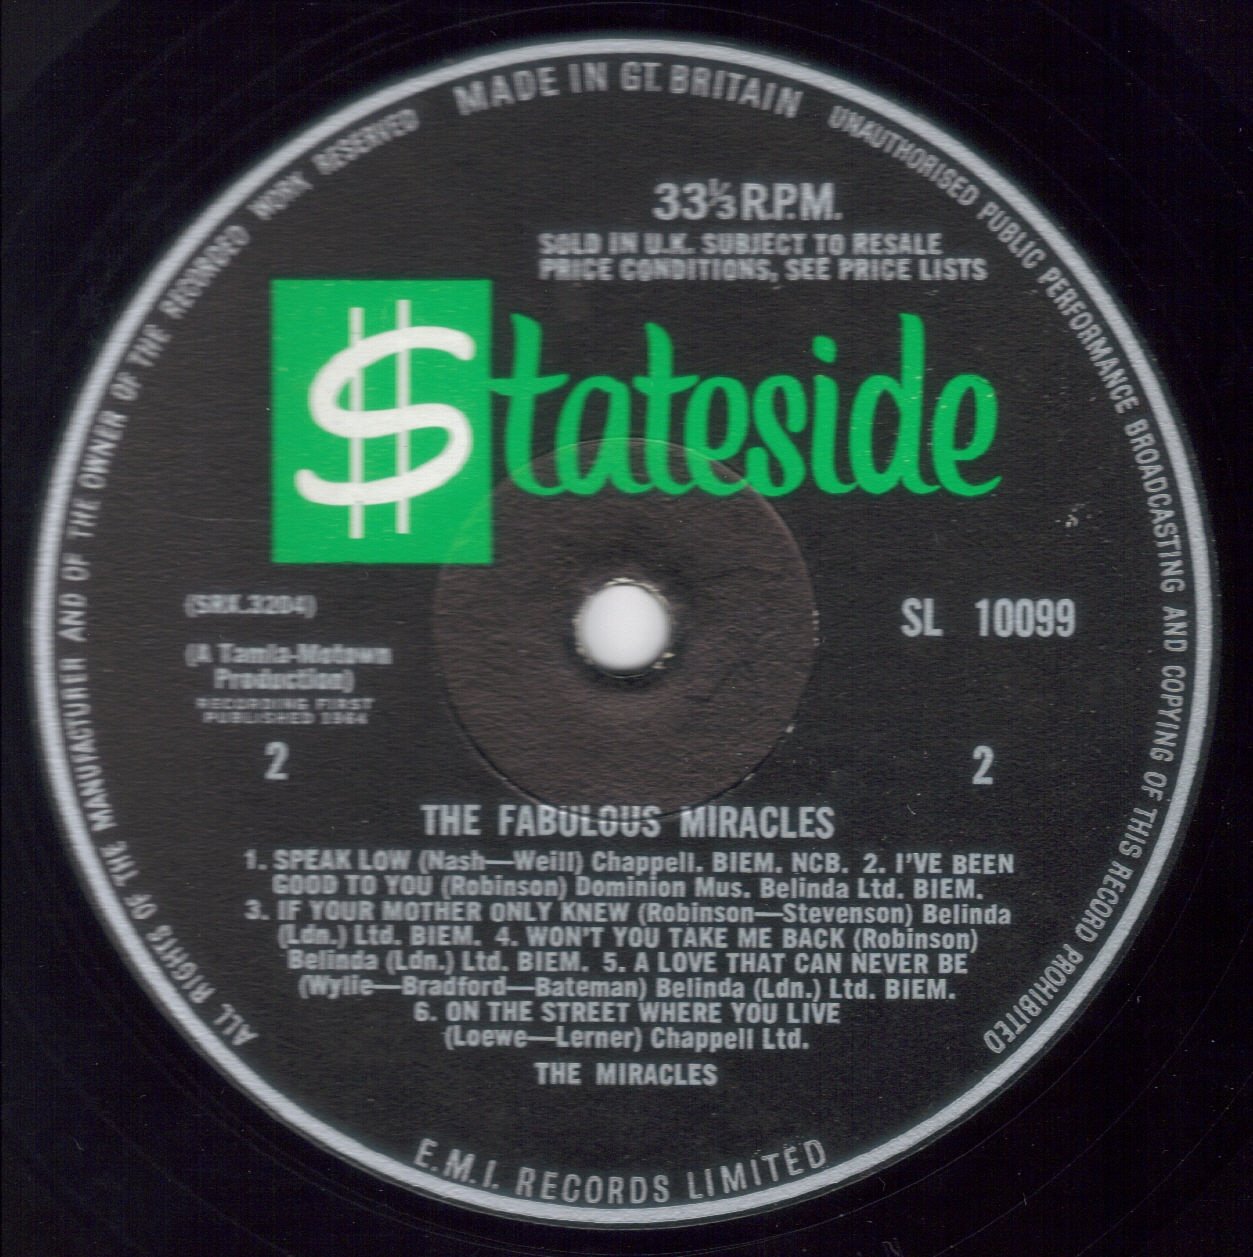 MADE IN GT. BRITAIN
UNAUTHORISED PUBLIC PERFORMANCE BROADCASTING AND COPYING OF THIS RECORD PROHIBITED
ALL RIGHTS OF THE MANUFACTURER AND OF THE OWNER OF THE RECORDED WORK RESERVED
33⅓ R.P.M.
SOLD IN U.K. SUBJECT TO RESALE
PRICE CONDITIONS, SEE PRICE LISTS
$tateside
(SRK.3204)
SL 10099
(A Tamla-Motown
Production)
RECORDING FIRST
PUBLISHED 1964
2
2
THE FABULOUS MIRACLES
1. SPEAK LOW (Nash—Weill) Chappell. BIEM. NCB. 2. I'VE BEEN
GOOD TO YOU (Robinson) Dominion Mus. Belinda Ltd. BIEM.
3. IF YOUR MOTHER ONLY KNEW (Robinson—Stevenson) Belinda
(Ldn.) Ltd. BIEM. 4. WON'T YOU TAKE ME BACK (Robinson)
Belinda (Ldn.) Ltd. BIEM. 5. A LOVE THAT CAN NEVER BE
(Wylie—Bradford—Bateman) Belinda (Ldn.) Ltd. BIEM.
6. ON THE STREET WHERE YOU LIVE
(Loewe—Lerner) Chappell Ltd.
THE MIRACLES
E.M.I. RECORDS LIMITED